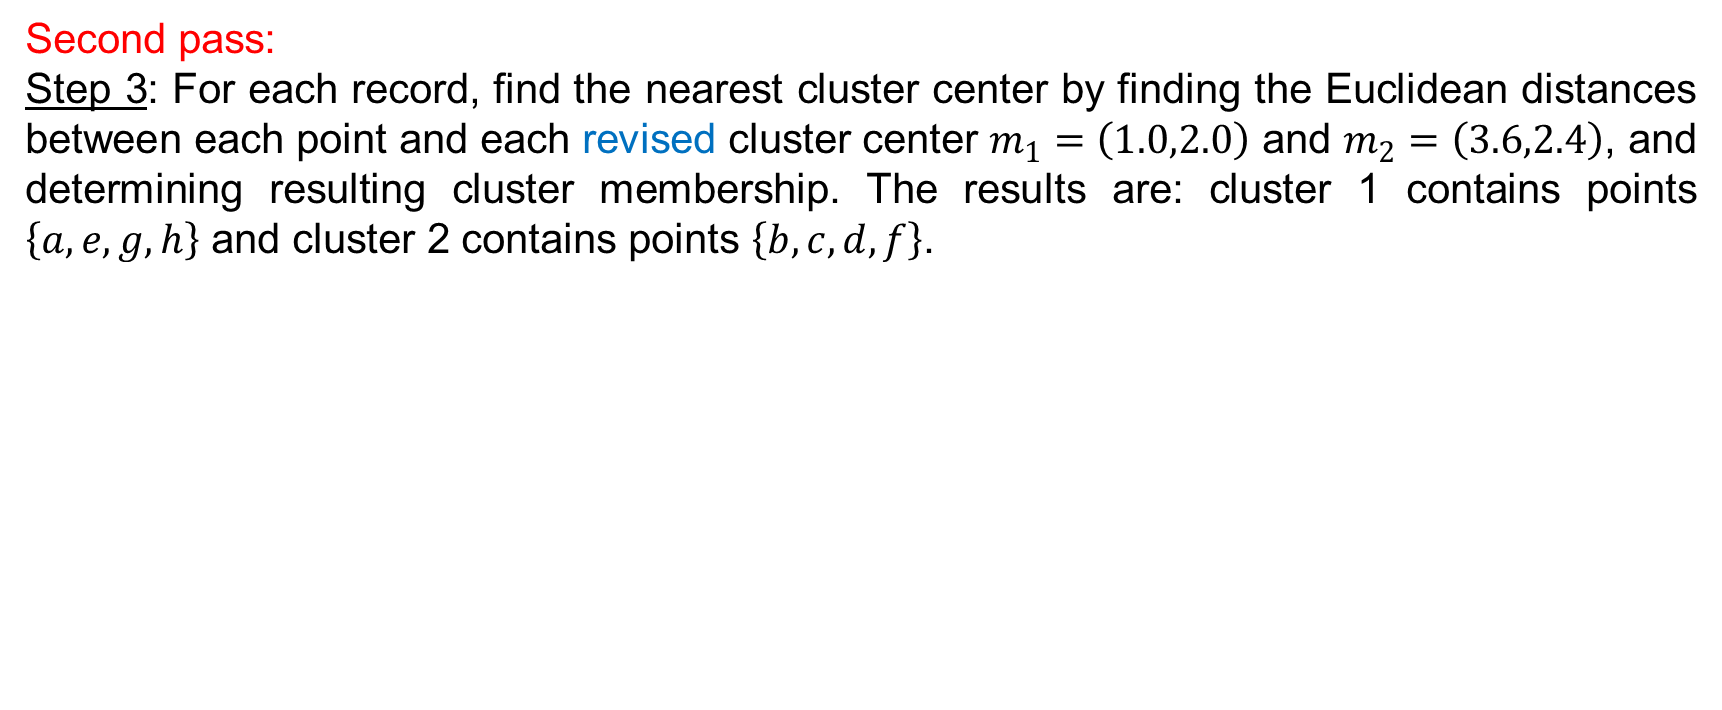 Second pass:
Step 3: For each record, find the nearest cluster center by finding the Euclidean distances
between each point and each revised cluster center m₁ = (1.0,2.0) and m₂ = (3.6,2.4), and
determining resulting cluster membership. The results are: cluster 1 contains points
{a, e, g, h} and cluster 2 contains points {b, c, d, f}.